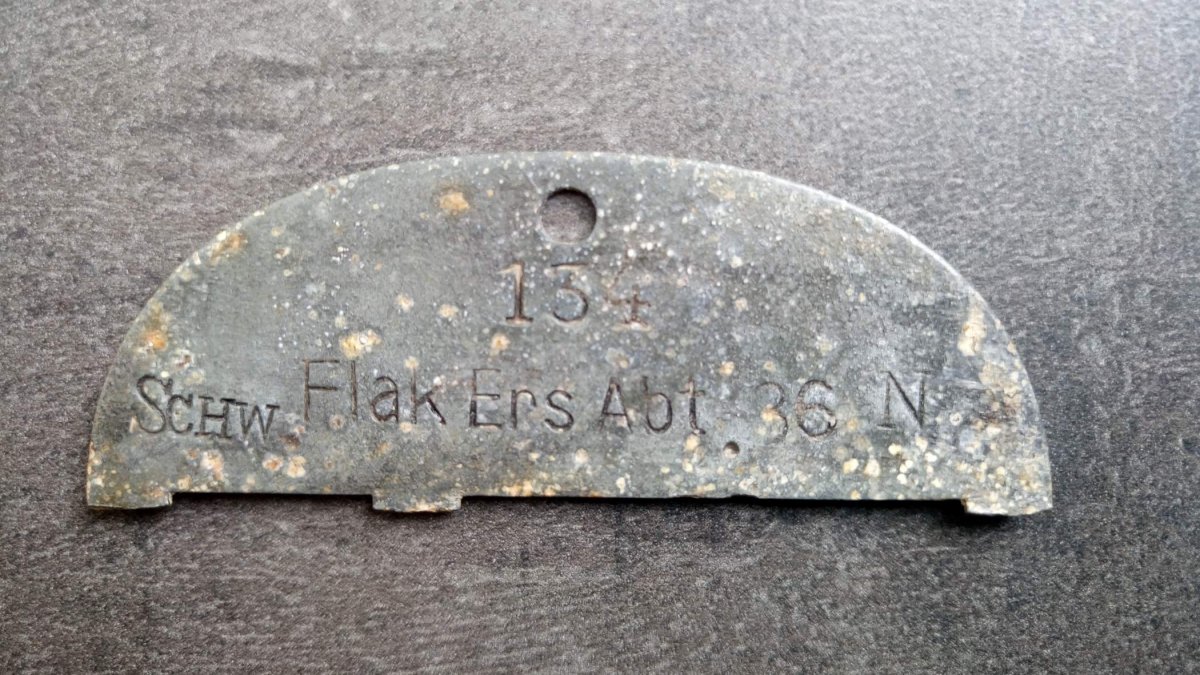 134
SCHW Flak Ers Abt. 36 N